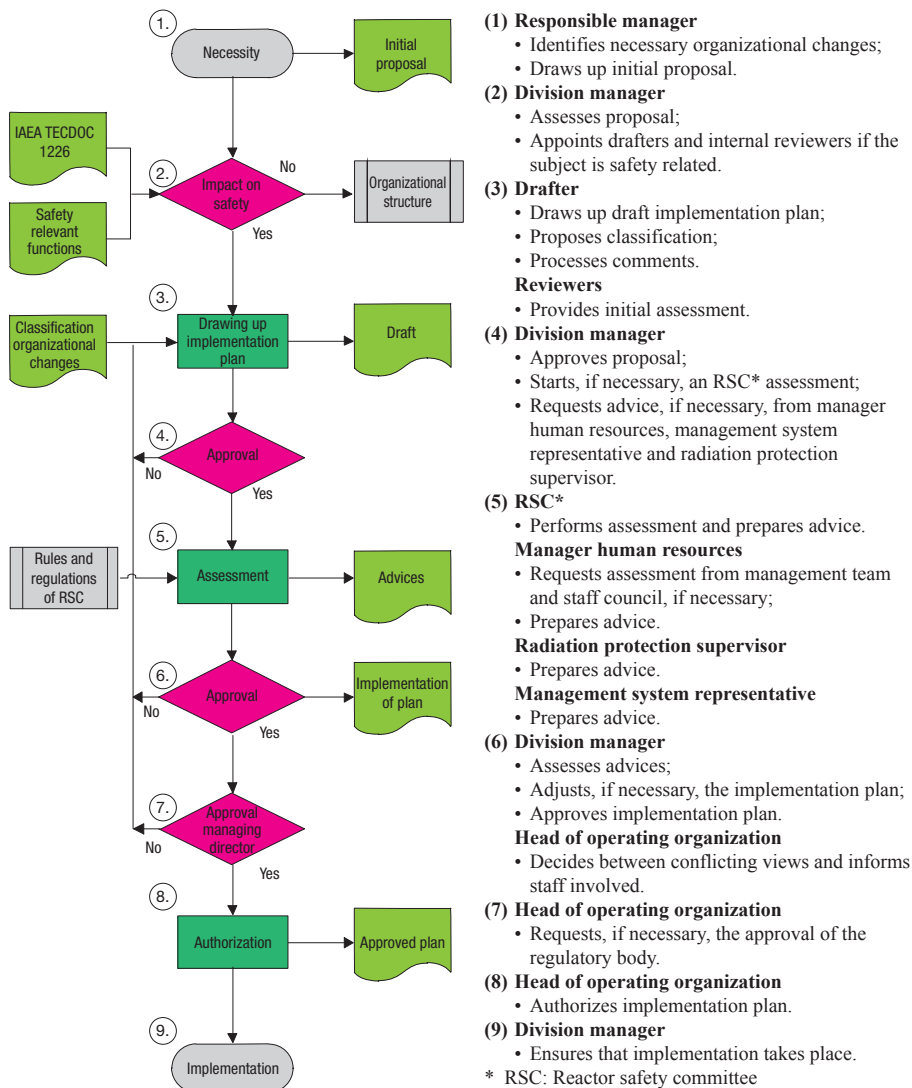 1.
Necessity
Initial
proposal
IAEA TECDOC
1226
2.
Impact on
safety
No
Organizational
structure
Safety
relevant
functions
Yes
3.
Classification
organizational
changes
Drawing up
implementation
plan
Draft
4.
Approval
No
Yes
5.
Rules and
regulations
of RSC
Assessment
Advices
6.
Approval
Implementation
of plan
No
Yes
7.
Approval
managing
director
No
Yes
8.
Authorization
Approved plan
9.
Implementation
(1) Responsible manager
• Identifies necessary organizational changes;
• Draws up initial proposal.
(2) Division manager
• Assesses proposal;
• Appoints drafters and internal reviewers if the
subject is safety related.
(3) Drafter
• Draws up draft implementation plan;
• Proposes classification;
• Processes comments.
Reviewers
• Provides initial assessment.
(4) Division manager
• Approves proposal;
• Starts, if necessary, an RSC* assessment;
• Requests advice, if necessary, from manager
human resources, management system
representative and radiation protection
supervisor.
(5) RSC*
• Performs assessment and prepares advice.
Manager human resources
• Requests assessment from management team
and staff council, if necessary;
• Prepares advice.
Radiation protection supervisor
• Prepares advice.
Management system representative
• Prepares advice.
(6) Division manager
• Assesses advices;
• Adjusts, if necessary, the implementation plan;
• Approves implementation plan.
Head of operating organization
• Decides between conflicting views and informs
staff involved.
(7) Head of operating organization
• Requests, if necessary, the approval of the
regulatory body.
(8) Head of operating organization
• Authorizes implementation plan.
(9) Division manager
• Ensures that implementation takes place.
* RSC: Reactor safety committee